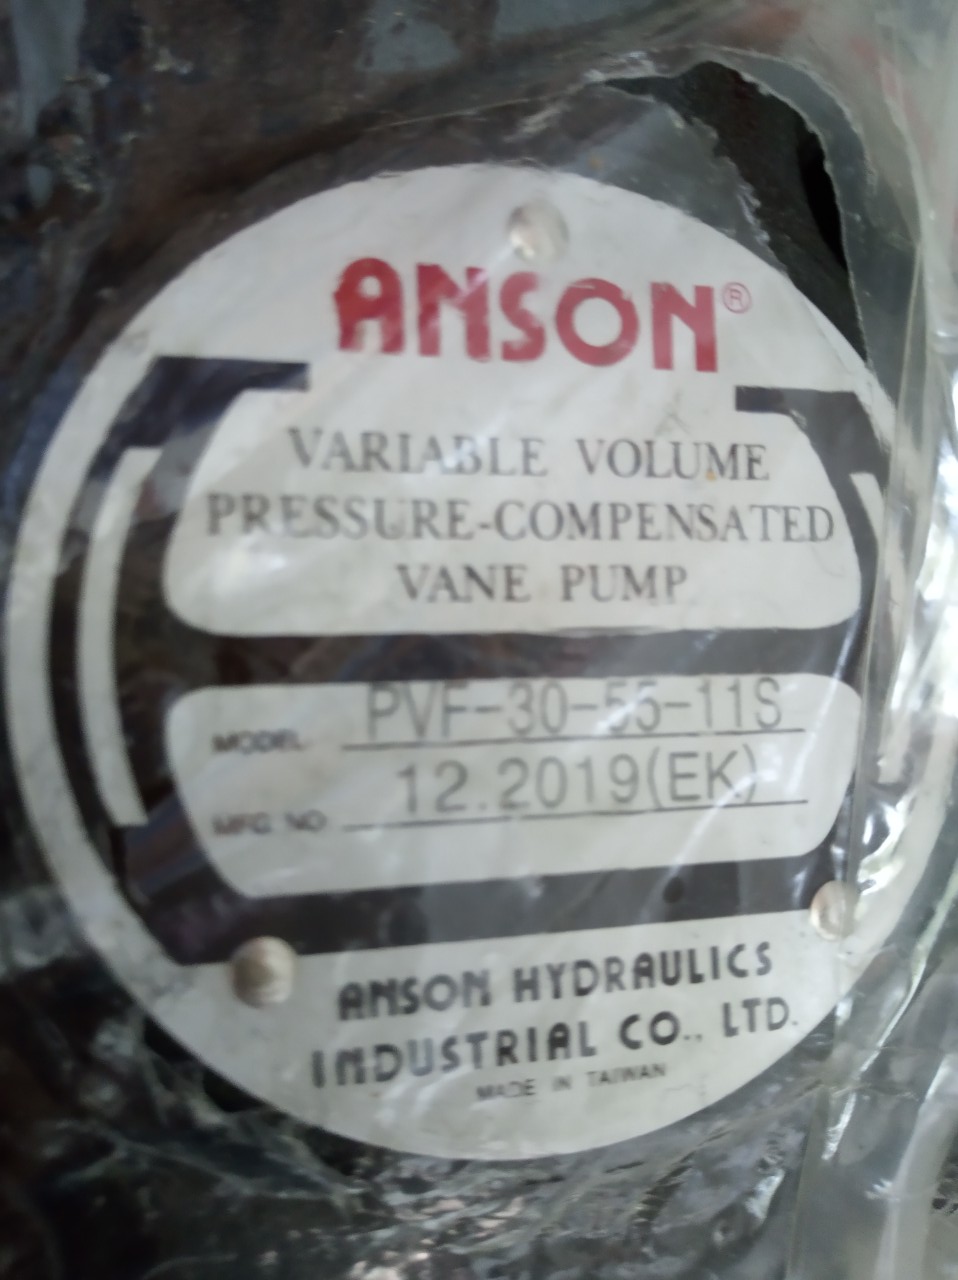 ANSON®
VARIABLE VOLUME
PRESSURE-COMPENSATED
VANE PUMP
MODEL PVF-30-55-11S
MFG NO 12.2019(EK)
ANSON HYDRAULICS
INDUSTRIAL CO., LTD.
MADE IN TAIWAN